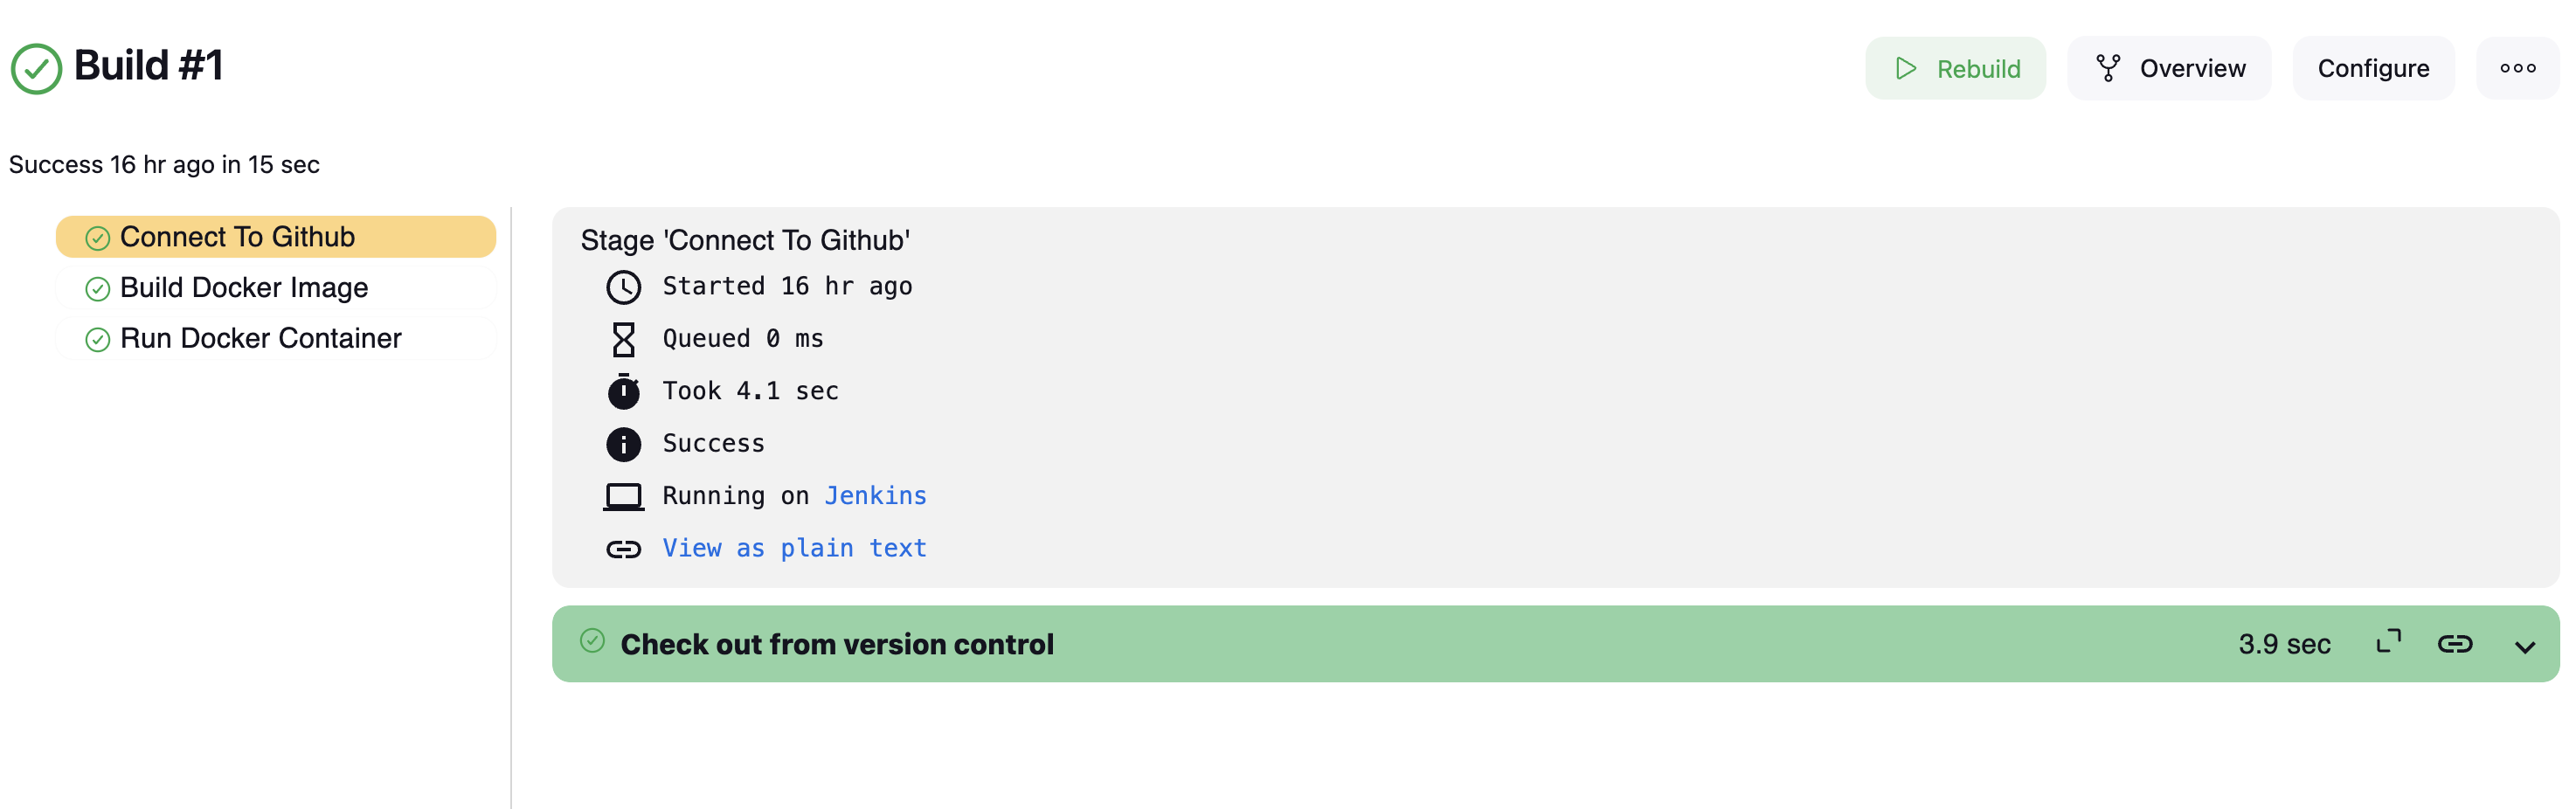 Build #1
Rebuild
Overview
Configure
Success 16 hr ago in 15 sec
Connect To Github
Build Docker Image
Run Docker Container
Stage 'Connect To Github'
Started 16 hr ago
Queued 0 ms
Took 4.1 sec
Success
Running on Jenkins
View as plain text
Check out from version control
3.9 sec